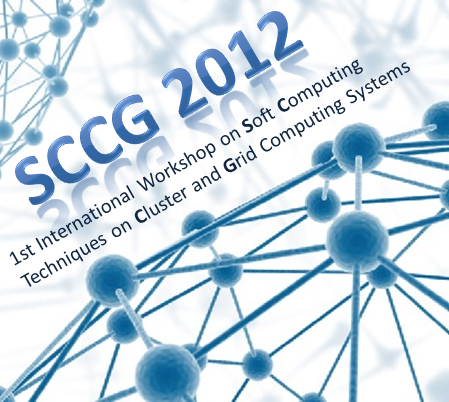 SCCG 2012
1st International Workshop on Soft Computing
Techniques on Cluster and Grid Computing Systems